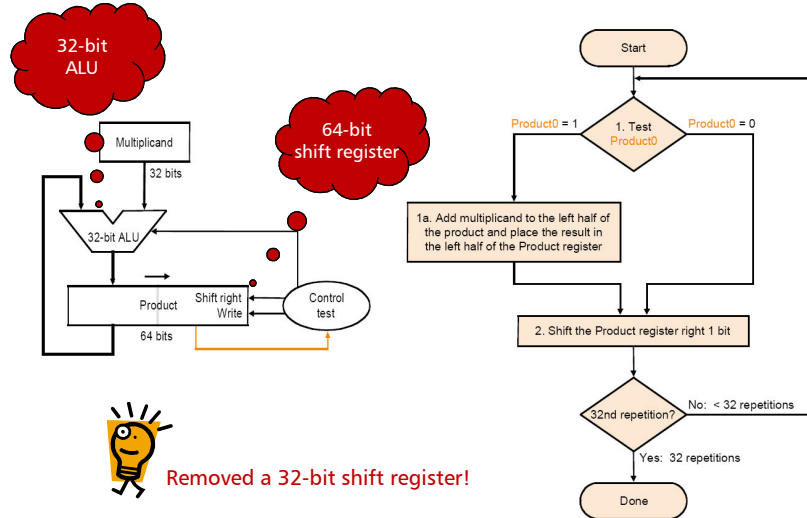 32-bit
ALU
64-bit
shift register
Multiplicand
32 bits
32-bit ALU
Product
Shift right
Write
64 bits
Control
test
Removed a 32-bit shift register!
Start
Product0 = 1
1. Test
Product0
Product0 = 0
1a. Add multiplicand to the left half of
the product and place the result in
the left half of the Product register
2. Shift the Product register right 1 bit
32nd repetition?
No: < 32 repetitions
Yes: 32 repetitions
Done